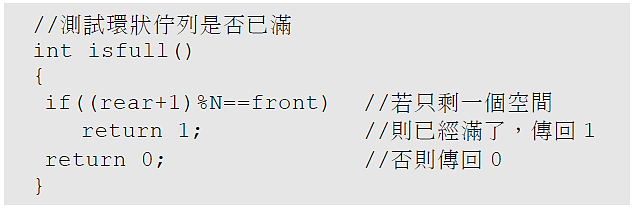 //測試環狀佇列是否已滿
int isfull()
{
 if((rear+1)%N==front)  //若只剩一個空間
    return 1;           //則已經滿了，傳回1
 return 0;              //否則傳回0
}